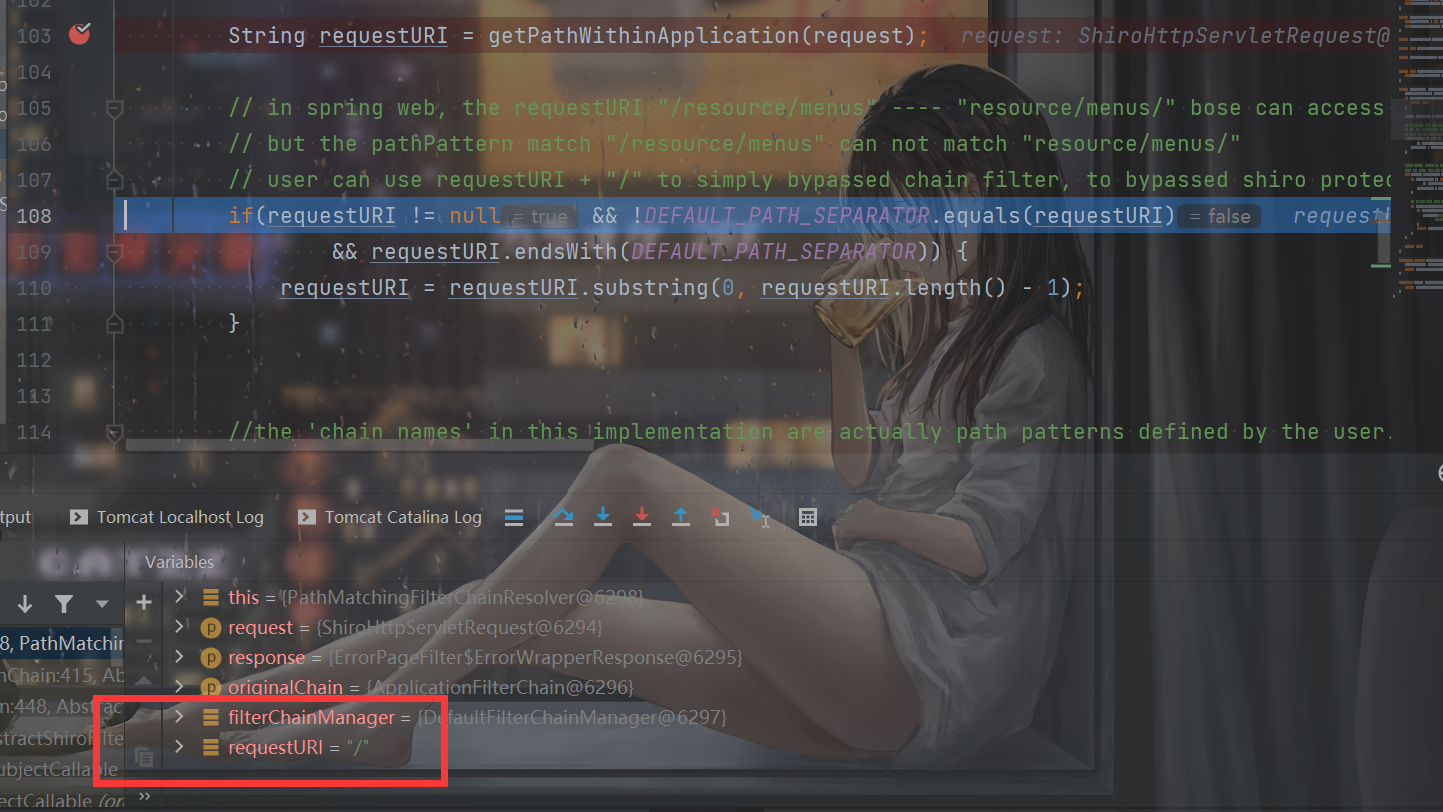 102
103 String requestURI = getPathWithinApplication(request); request: ShiroHttpServletRequest@
104
105 // in spring web, the requestURI "/resource/menus" ---- "resource/menus/" bose can access
106 // but the pathPattern match "/resource/menus" can not match "resource/menus/"
107 // user can use requestURI + "/" to simply bypassed chain filter, to bypassed shiro protec
108 if(requestURI != null = true && !DEFAULT_PATH_SEPARATOR.equals(requestURI) = false requestU
109 && requestURI.endsWith(DEFAULT_PATH_SEPARATOR)) {
110 requestURI = requestURI.substring(0, requestURI.length() - 1);
111 }
112
113
114 //the 'chain names' in this implementation are actually path patterns defined by the user.
tput Tomcat Localhost Log Tomcat Catalina Log
Variables
this = {PathMatchingFilterChainResolver@6298}
p request = {ShiroHttpServletRequest@6294}
8, PathMatchin
p response = {ErrorPageFilter$ErrorWrapperResponse@6295}
nChain:415, Ab
p originalChain = {ApplicationFilterChain@6296}
n:448, Abstrac
filterChainManager = {DefaultFilterChainManager@6297}
stractShiroFilte
requestURI = "/"
ubjectCallable
jectCallable (or